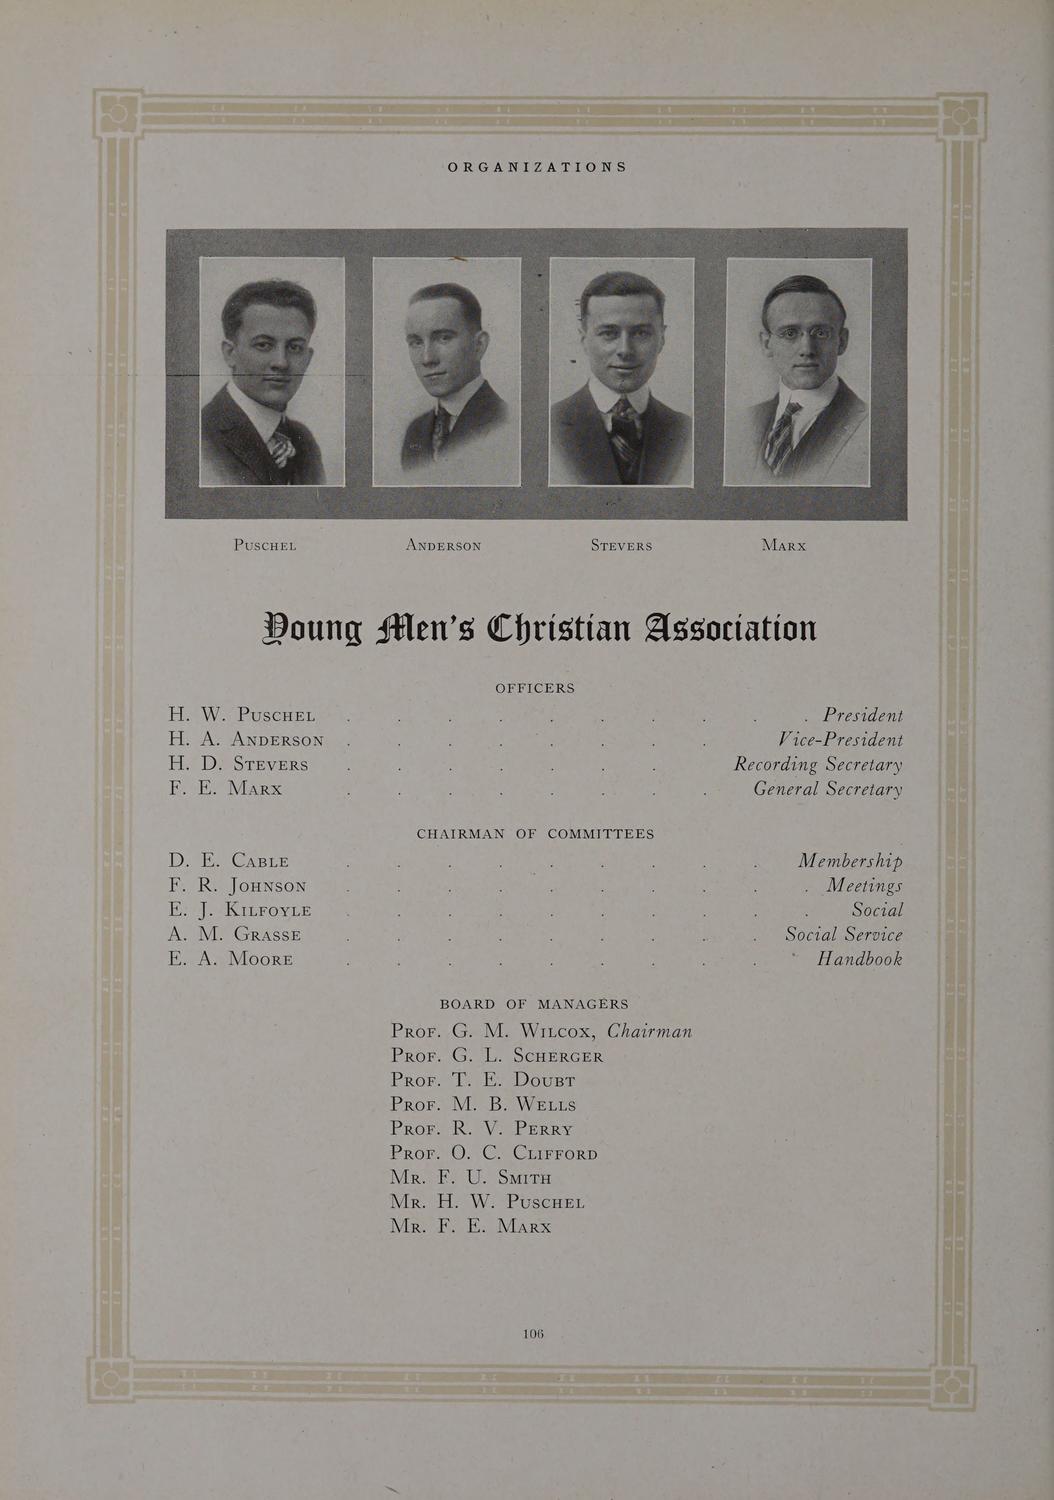 ORGANIZATIONS
Puschel Anderson Stevers Marx
Young Men's Christian Association
OFFICERS
H. W. Puschel . . . . . . . . . . President
H. A. Anderson . . . . . . . . Vice-President
H. D. Stevers . . . . . . . Recording Secretary
F. E. Marx . . . . . . . . General Secretary
CHAIRMAN OF COMMITTEES
D. E. Cable . . . . . . . . . Membership
F. R. Johnson . . . . . . . . . . Meetings
E. J. Kilfoyle . . . . . . . . . . Social
A. M. Grasse . . . . . . . . . Social Service
E. A. Moore . . . . . . . . . Handbook
BOARD OF MANAGERS
Prof. G. M. Wilcox, Chairman
Prof. G. L. Scherger
Prof. T. E. Doubt
Prof. M. B. Wells
Prof. R. V. Perry
Prof. O. C. Clifford
Mr. F. U. Smith
Mr. H. W. Puschel
Mr. F. E. Marx
106